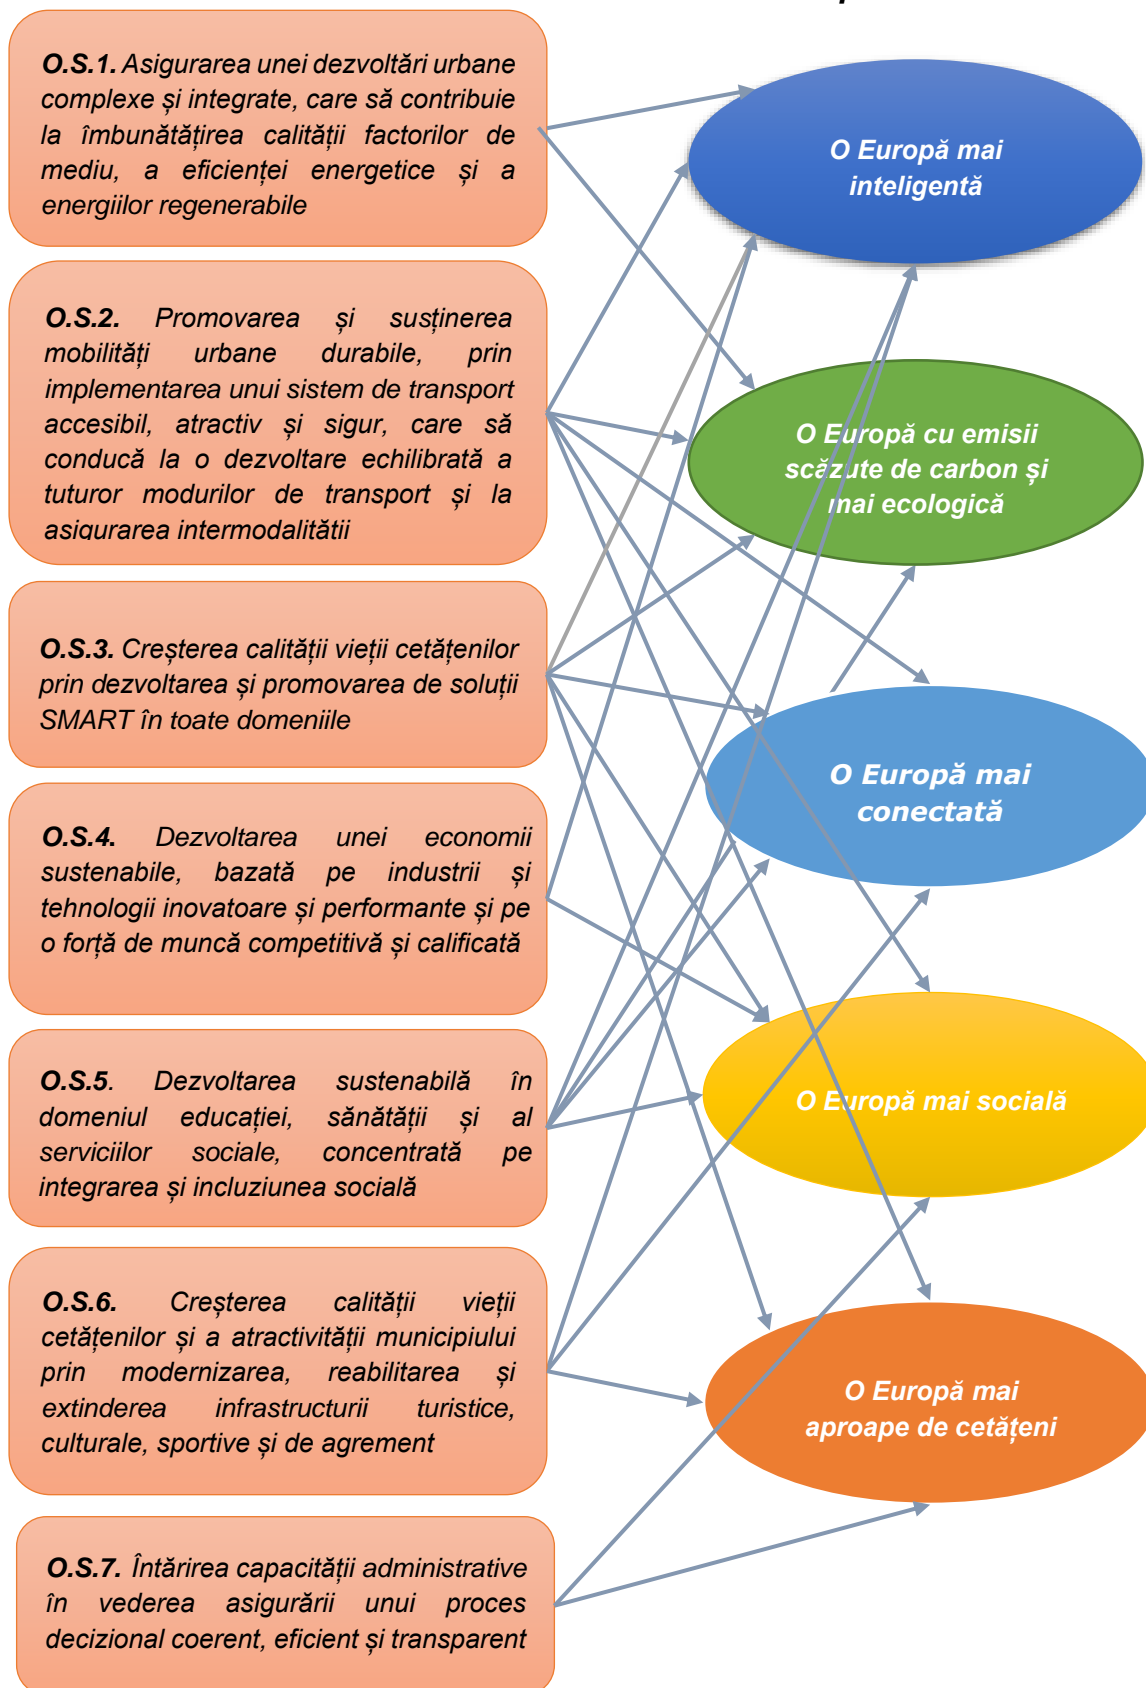 O.S.1. Asigurarea unei dezvoltări urbane
complexe și integrate, care să contribuie
la îmbunătățirea calității factorilor de
mediu, a eficienței energetice și a
energiilor regenerabile
O.S.2. Promovarea și susținerea
mobilități urbane durabile, prin
implementarea unui sistem de transport
accesibil, atractiv și sigur, care să
conducă la o dezvoltare echilibrată a
tuturor modurilor de transport și la
asigurarea intermodalității
O.S.3. Creșterea calității vieții cetățenilor
prin dezvoltarea și promovarea de soluții
SMART în toate domeniile
O.S.4. Dezvoltarea unei economii
sustenabile, bazată pe industrii și
tehnologii inovatoare și performante și pe
o forță de muncă competitivă și calificată
O.S.5. Dezvoltarea sustenabilă în
domeniul educației, sănătății și al
serviciilor sociale, concentrată pe
integrarea și incluziunea socială
O.S.6. Creșterea calității vieții
cetățenilor și a atractivității municipiului
prin modernizarea, reabilitarea și
extinderea infrastructurii turistice,
culturale, sportive și de agrement
O.S.7. Întărirea capacității administrative
în vederea asigurării unui proces
decizional coerent, eficient și transparent
O Europă mai
inteligentă
O Europă cu emisii
scăzute de carbon și
mai ecologică
O Europă mai
conectată
O Europă mai socială
O Europă mai
aproape de cetățeni